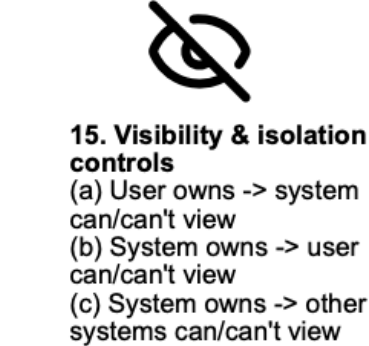 15. Visibility & isolation
controls
(a) User owns -> system
can/can't view
(b) System owns -> user
can/can't view
(c) System owns -> other
systems can/can't view